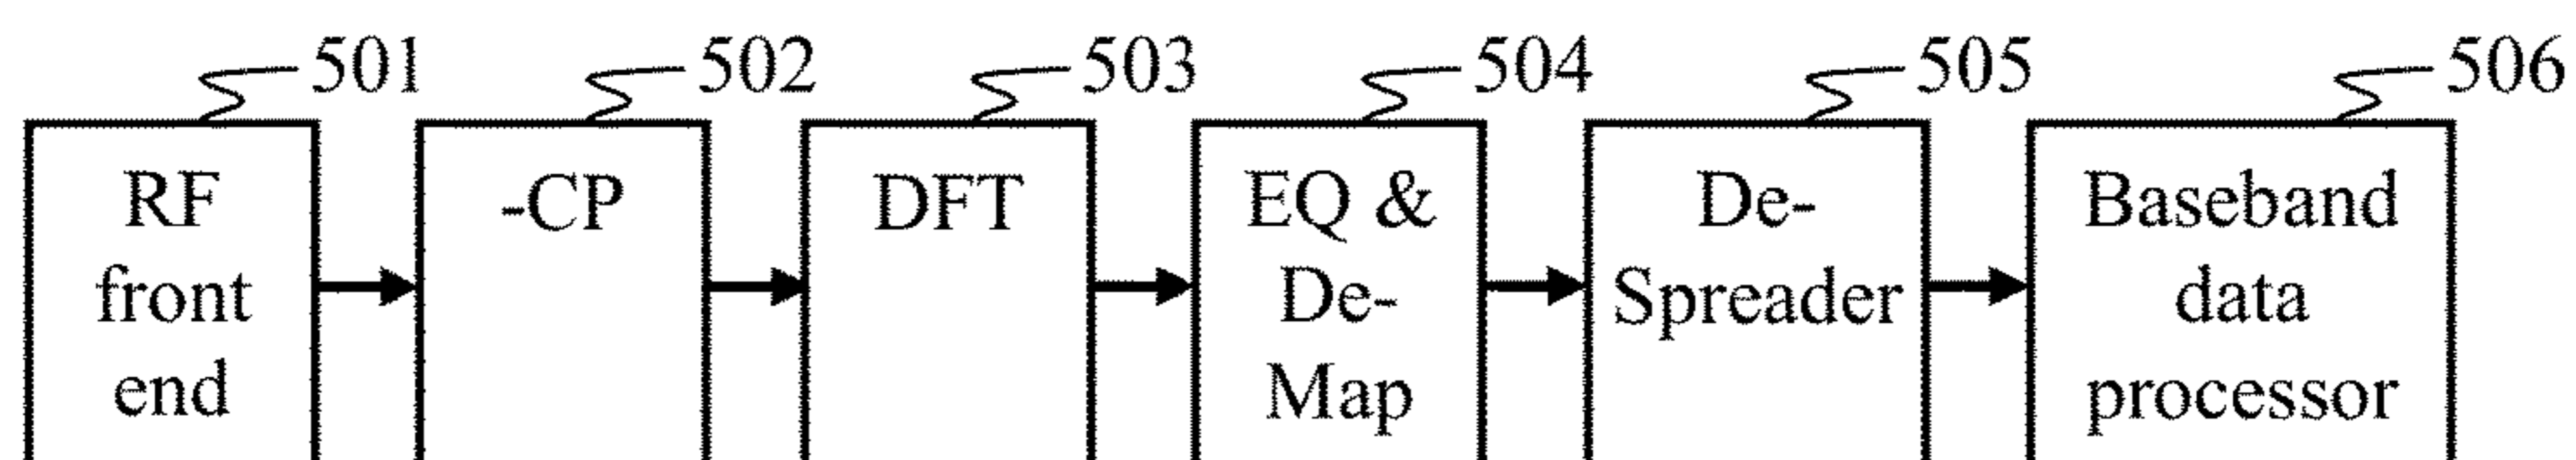 501 502 503 504 505 506
RF
front
end
-CP
DFT
EQ &
De-
Map
De-
Spreader
Baseband
data
processor